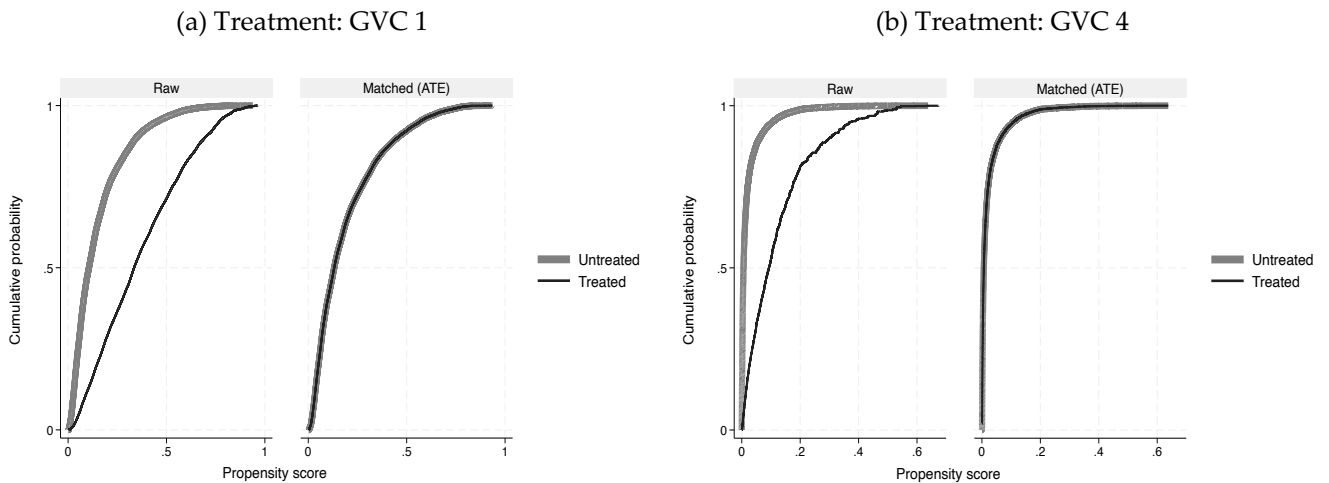 (a) Treatment: GVC 1
Raw
Matched (ATE)
Cumulative probability
1
.5
0
0
.5
1
0
.5
1
Propensity score
Untreated
Treated
(b) Treatment: GVC 4
Raw
Matched (ATE)
Cumulative probability
1
.5
0
0
.2
.4
.6
0
.2
.4
.6
Propensity score
Untreated
Treated